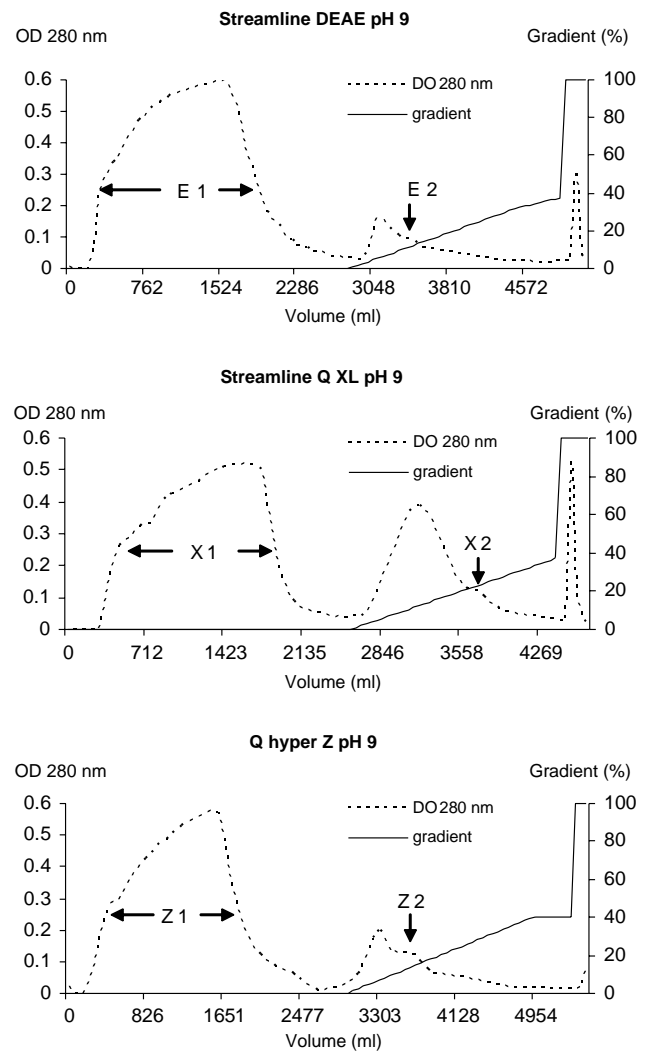 Streamline DEAE pH 9
OD 280 nm Gradient (%)
0.6 100
DO 280 nm
0.5 80
gradient
0.4
60
0.3
E 1 E 2 40
0.2
0.1 20
0 0
0 762 1524 2286 3048 3810 4572
Volume (ml)
Streamline Q XL pH 9
OD 280 nm Gradient (%)
0.6 100
DO 280 nm
0.5 80
gradient
0.4
60
0.3
X 1 X 2 40
0.2
20
0.1
0 0
0 712 1423 2135 2846 3558 4269
Volume (ml)
Q hyper Z pH 9
OD 280 nm Gradient (%)
0.6 100
DO 280 nm
0.5 80
gradient
0.4
60
0.3
Z 1 Z 2 40
0.2
20
0.1
0 0
0 826 1651 2477 3303 4128 4954
Volume (ml)